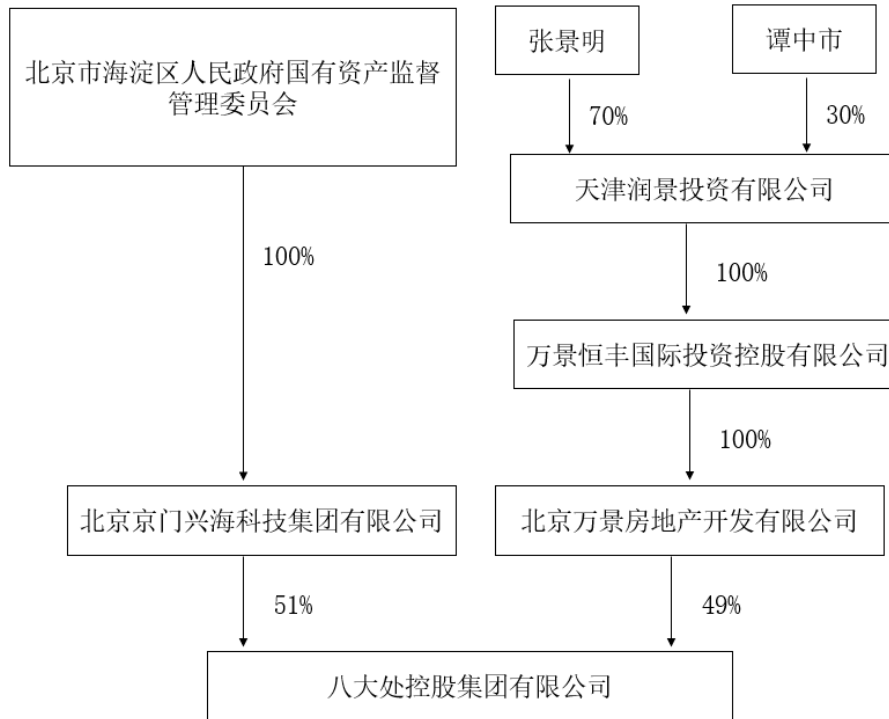 北京市海淀区人民政府国有资产监督
管理委员会
张景明
谭中市
70%
30%
天津润景投资有限公司
100%
100%
万景恒丰国际投资控股有限公司
100%
北京京门兴海科技集团有限公司
北京万景房地产开发有限公司
51%
49%
八大处控股集团有限公司